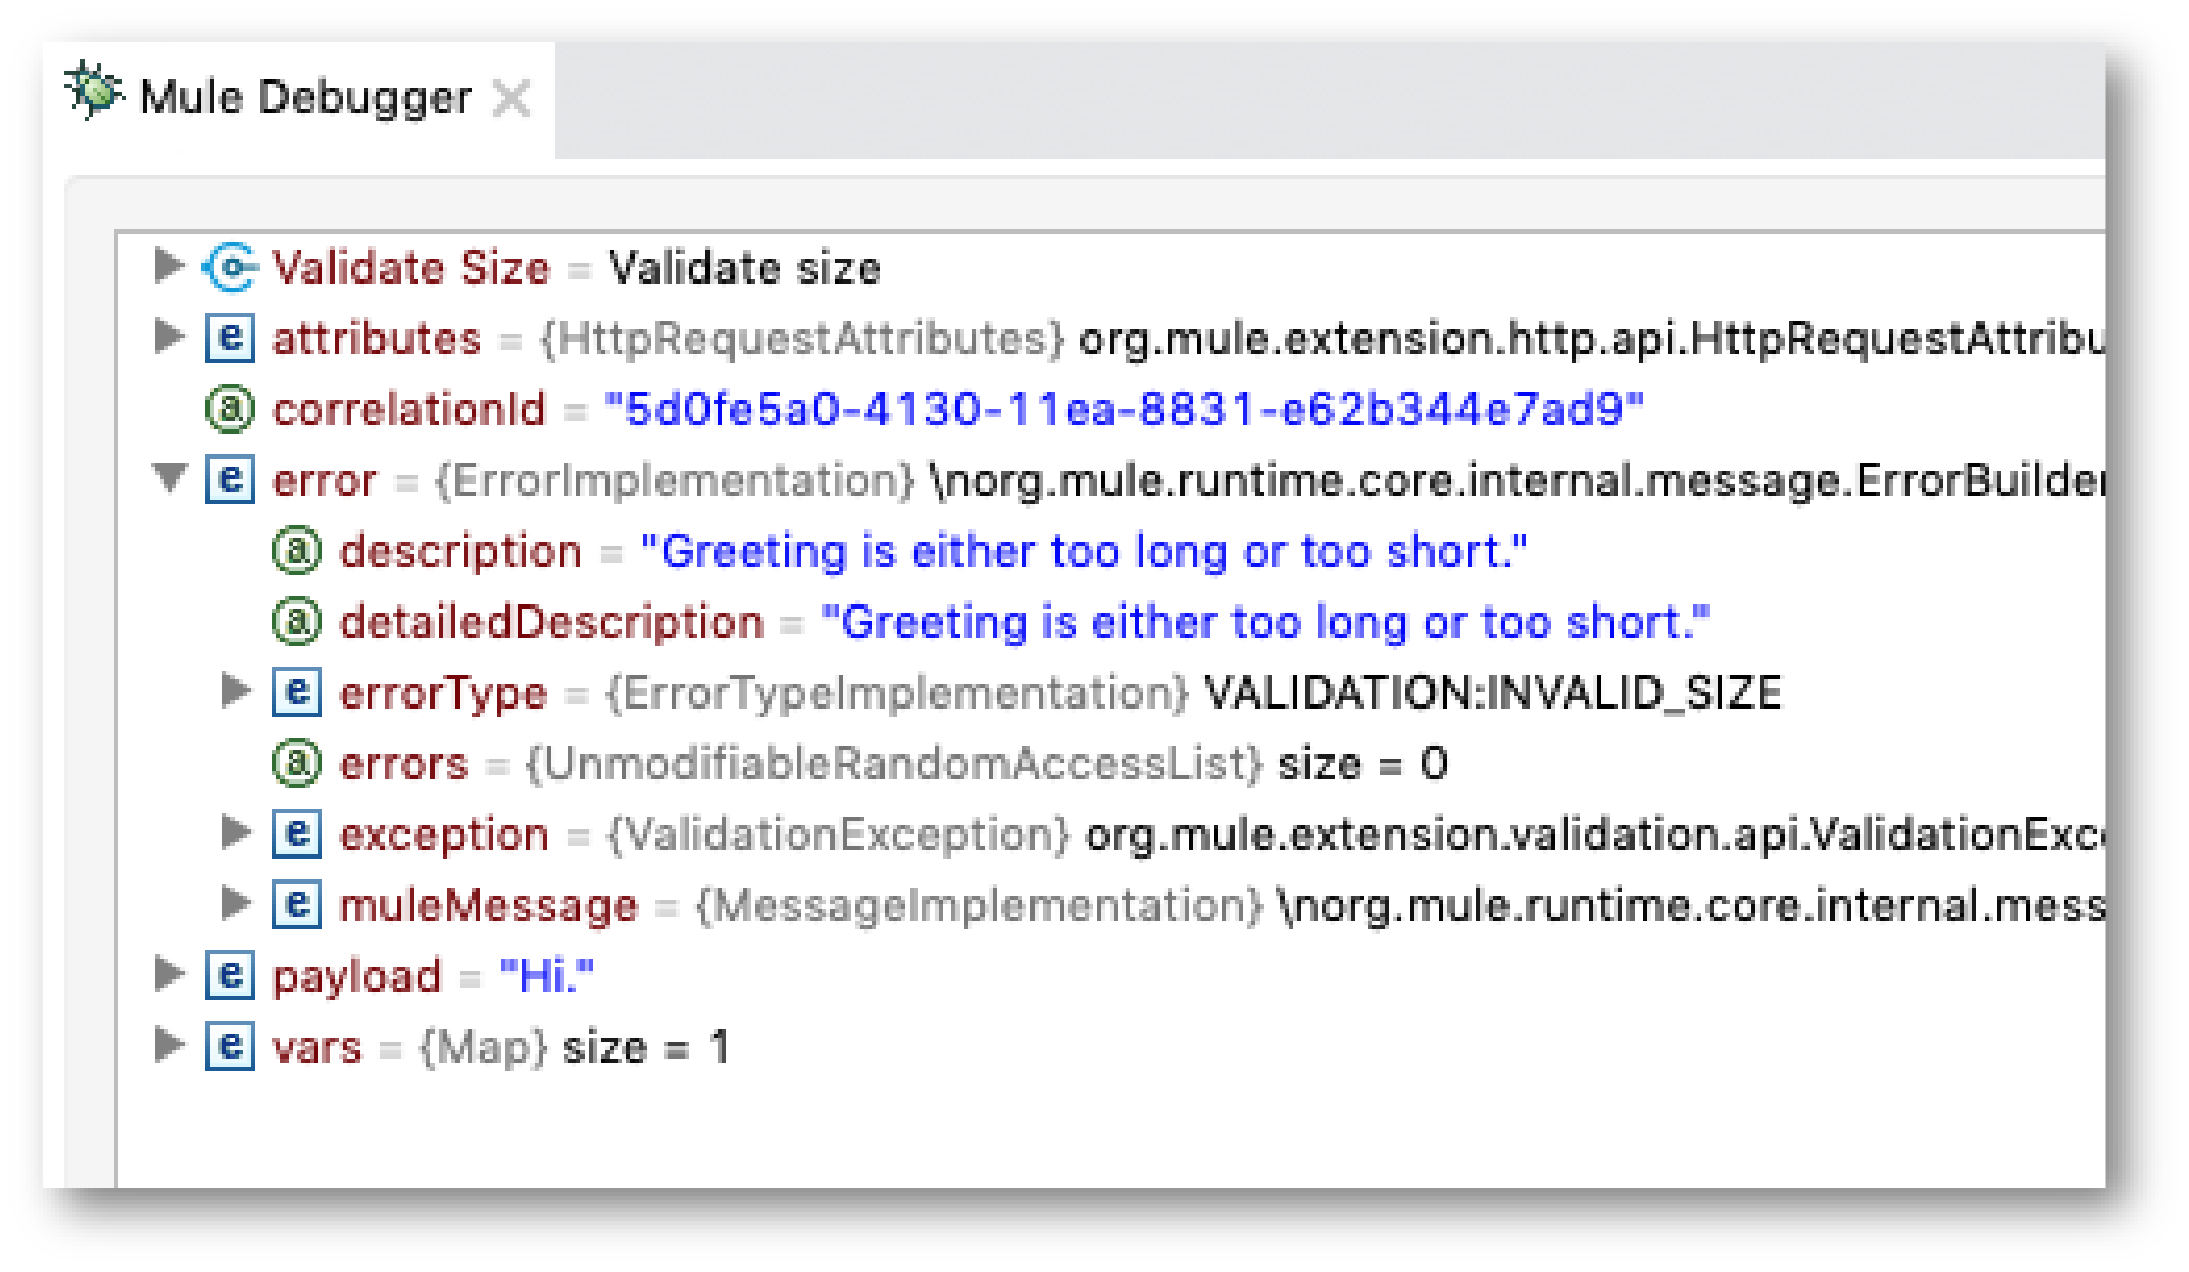 Mule Debugger
Validate Size = Validate size
attributes = {HttpRequestAttributes} org.mule.extension.http.api.HttpRequestAttribu
correlationId = "5d0fe5a0-4130-11ea-8831-e62b344e7ad9"
error = {ErrorImplementation} \norg.mule.runtime.core.internal.message.ErrorBuilder
description = "Greeting is either too long or too short."
detailedDescription = "Greeting is either too long or too short."
errorType = {ErrorTypeImplementation} VALIDATION:INVALID_SIZE
errors = {UnmodifiableRandomAccessList} size = 0
exception = {ValidationException} org.mule.extension.validation.api.ValidationExc
muleMessage = {MessageImplementation} \norg.mule.runtime.core.internal.mess
payload = "Hi."
vars = {Map} size = 1